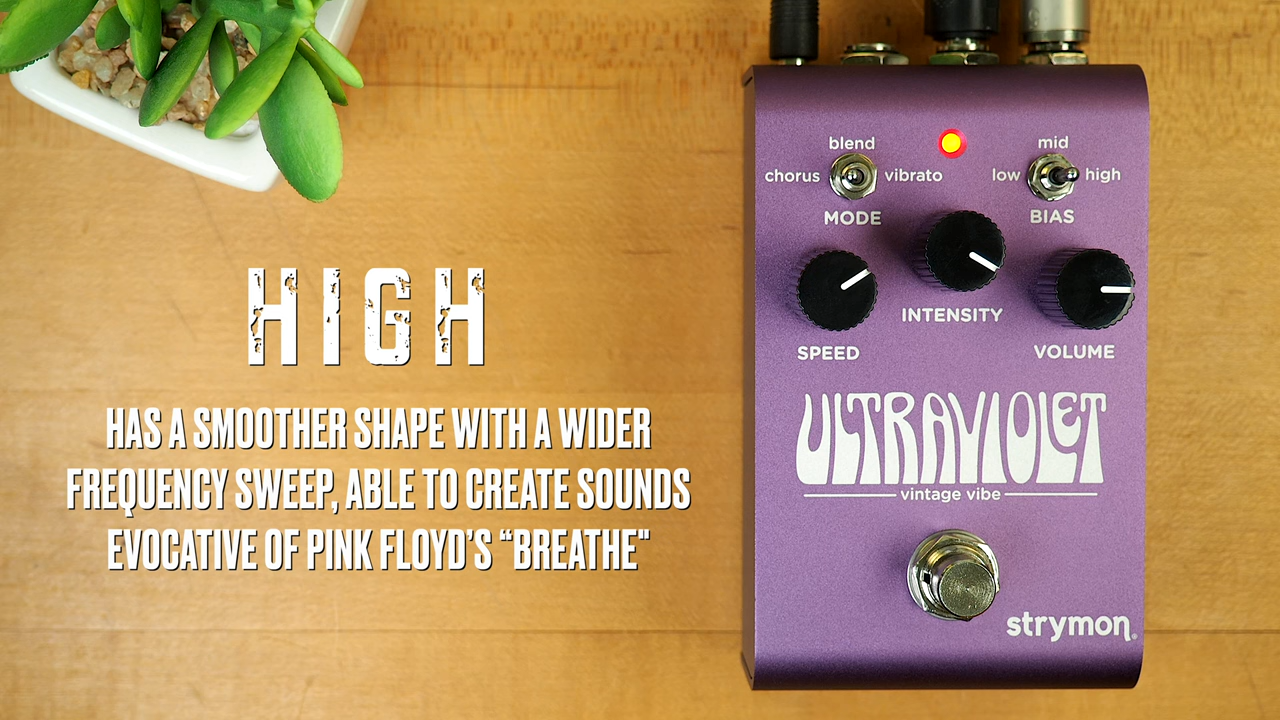 HIGH
HAS A SMOOTHER SHAPE WITH A WIDER
FREQUENCY SWEEP, ABLE TO CREATE SOUNDS
EVOCATIVE OF PINK FLOYD'S “BREATHE"
blend
chorus
vibrato
MODE
mid
low
high
BIAS
SPEED
INTENSITY
VOLUME
ULTRAVIOLET
vintage vibe
strymon®